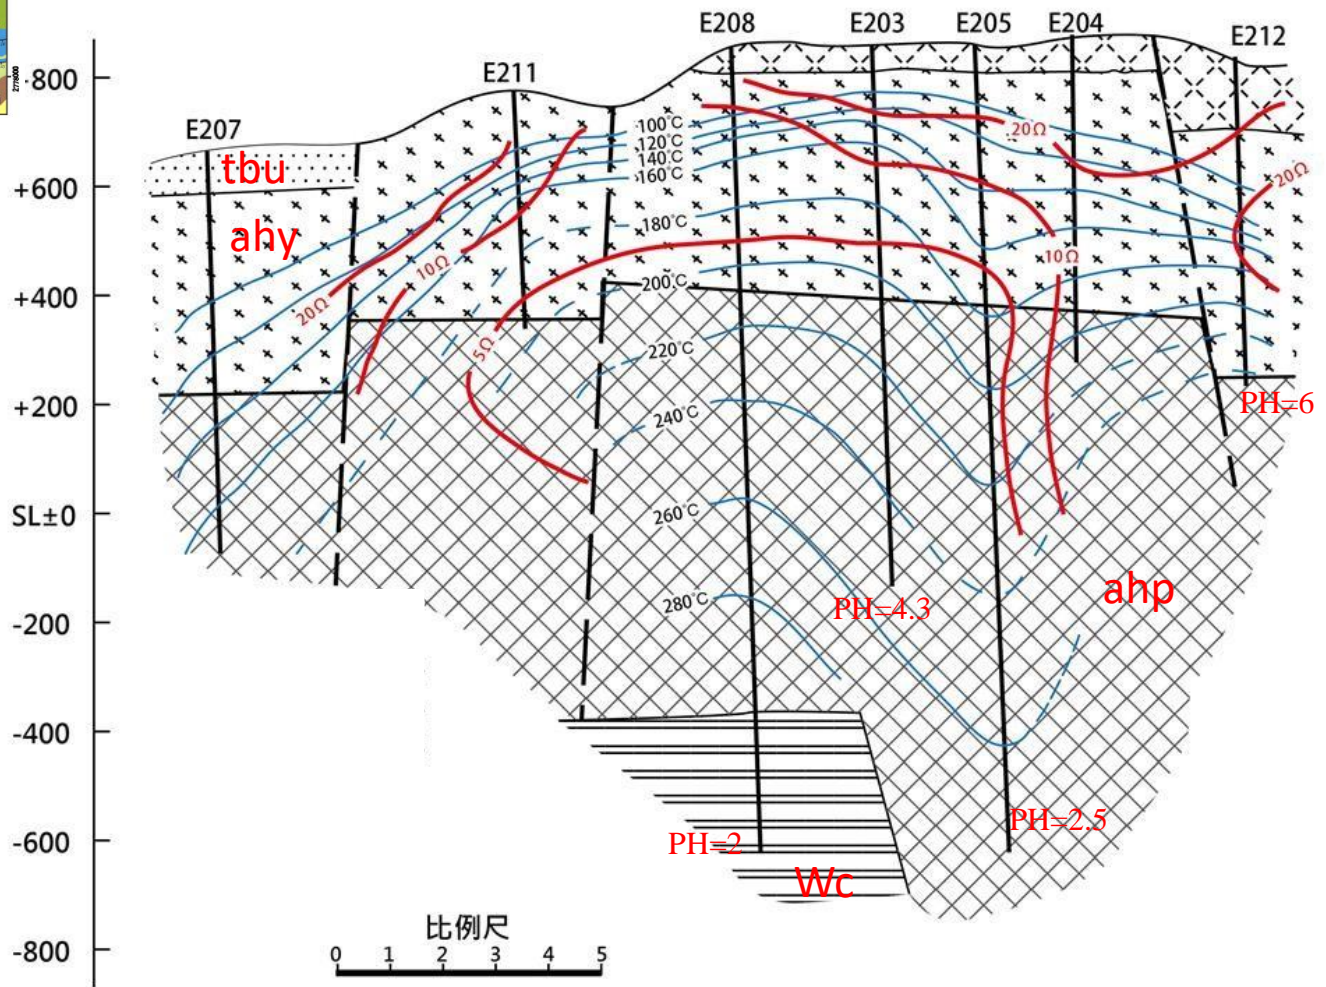 2778000
E208
E203
E205
E204
E212
E211
E207
·800
+600
+400
+200
SL±0
-200
-400
-600
-800
tbu
ahy
100°C
120°C
140°C
160°C
180°C
200°C
220°C
240°C
260°C
280°C
20Ω
20Ω
10Ω
10Ω
20Ω
5Ω
PH=6
PH=4.3
ahp
PH=2.5
PH=2
Wc
比例尺
0 1 2 3 4 5